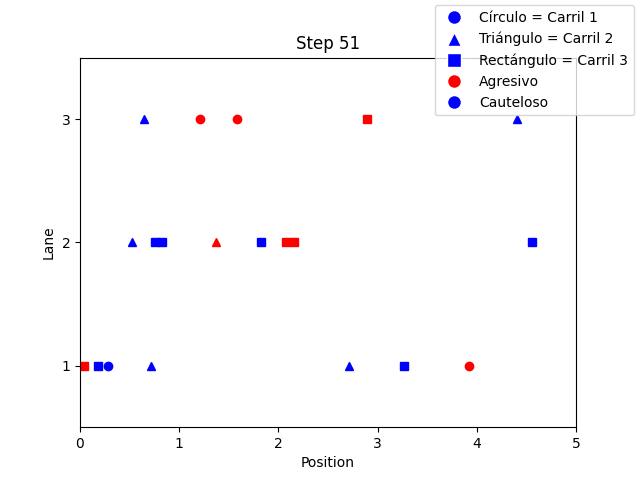 Step 51
Círculo = Carril 1
Triángulo = Carril 2
Rectángulo = Carril 3
Agresivo
Cauteloso
Lane
3
2
1
0 1 2 3 4 5
Position